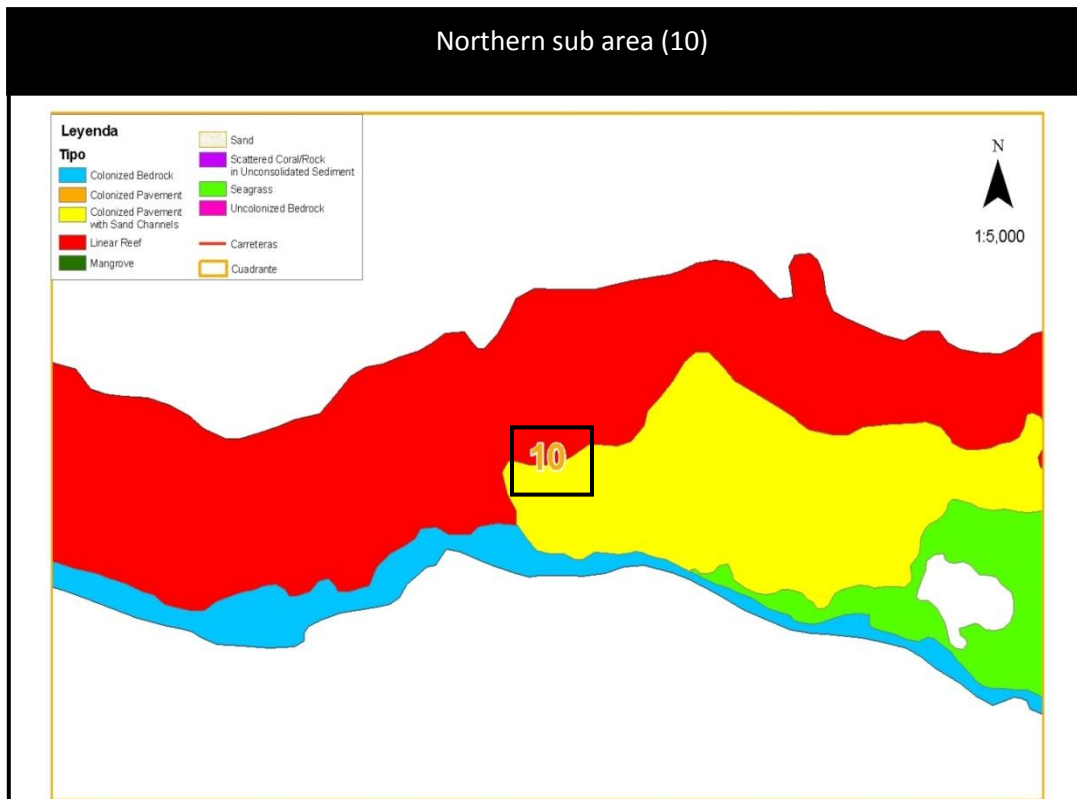 Northern sub area (10)
Leyenda
Tipo
Colonized Bedrock
Colonized Pavement
Colonized Pavement
with Sand Channels
Linear Reef
Mangrove
Sand
Scattered Coral/Rock
in Unconsolidated Sediment
Seagrass
Uncolonized Bedrock
Carreteras
Cuadrante
N
1:5,000
10